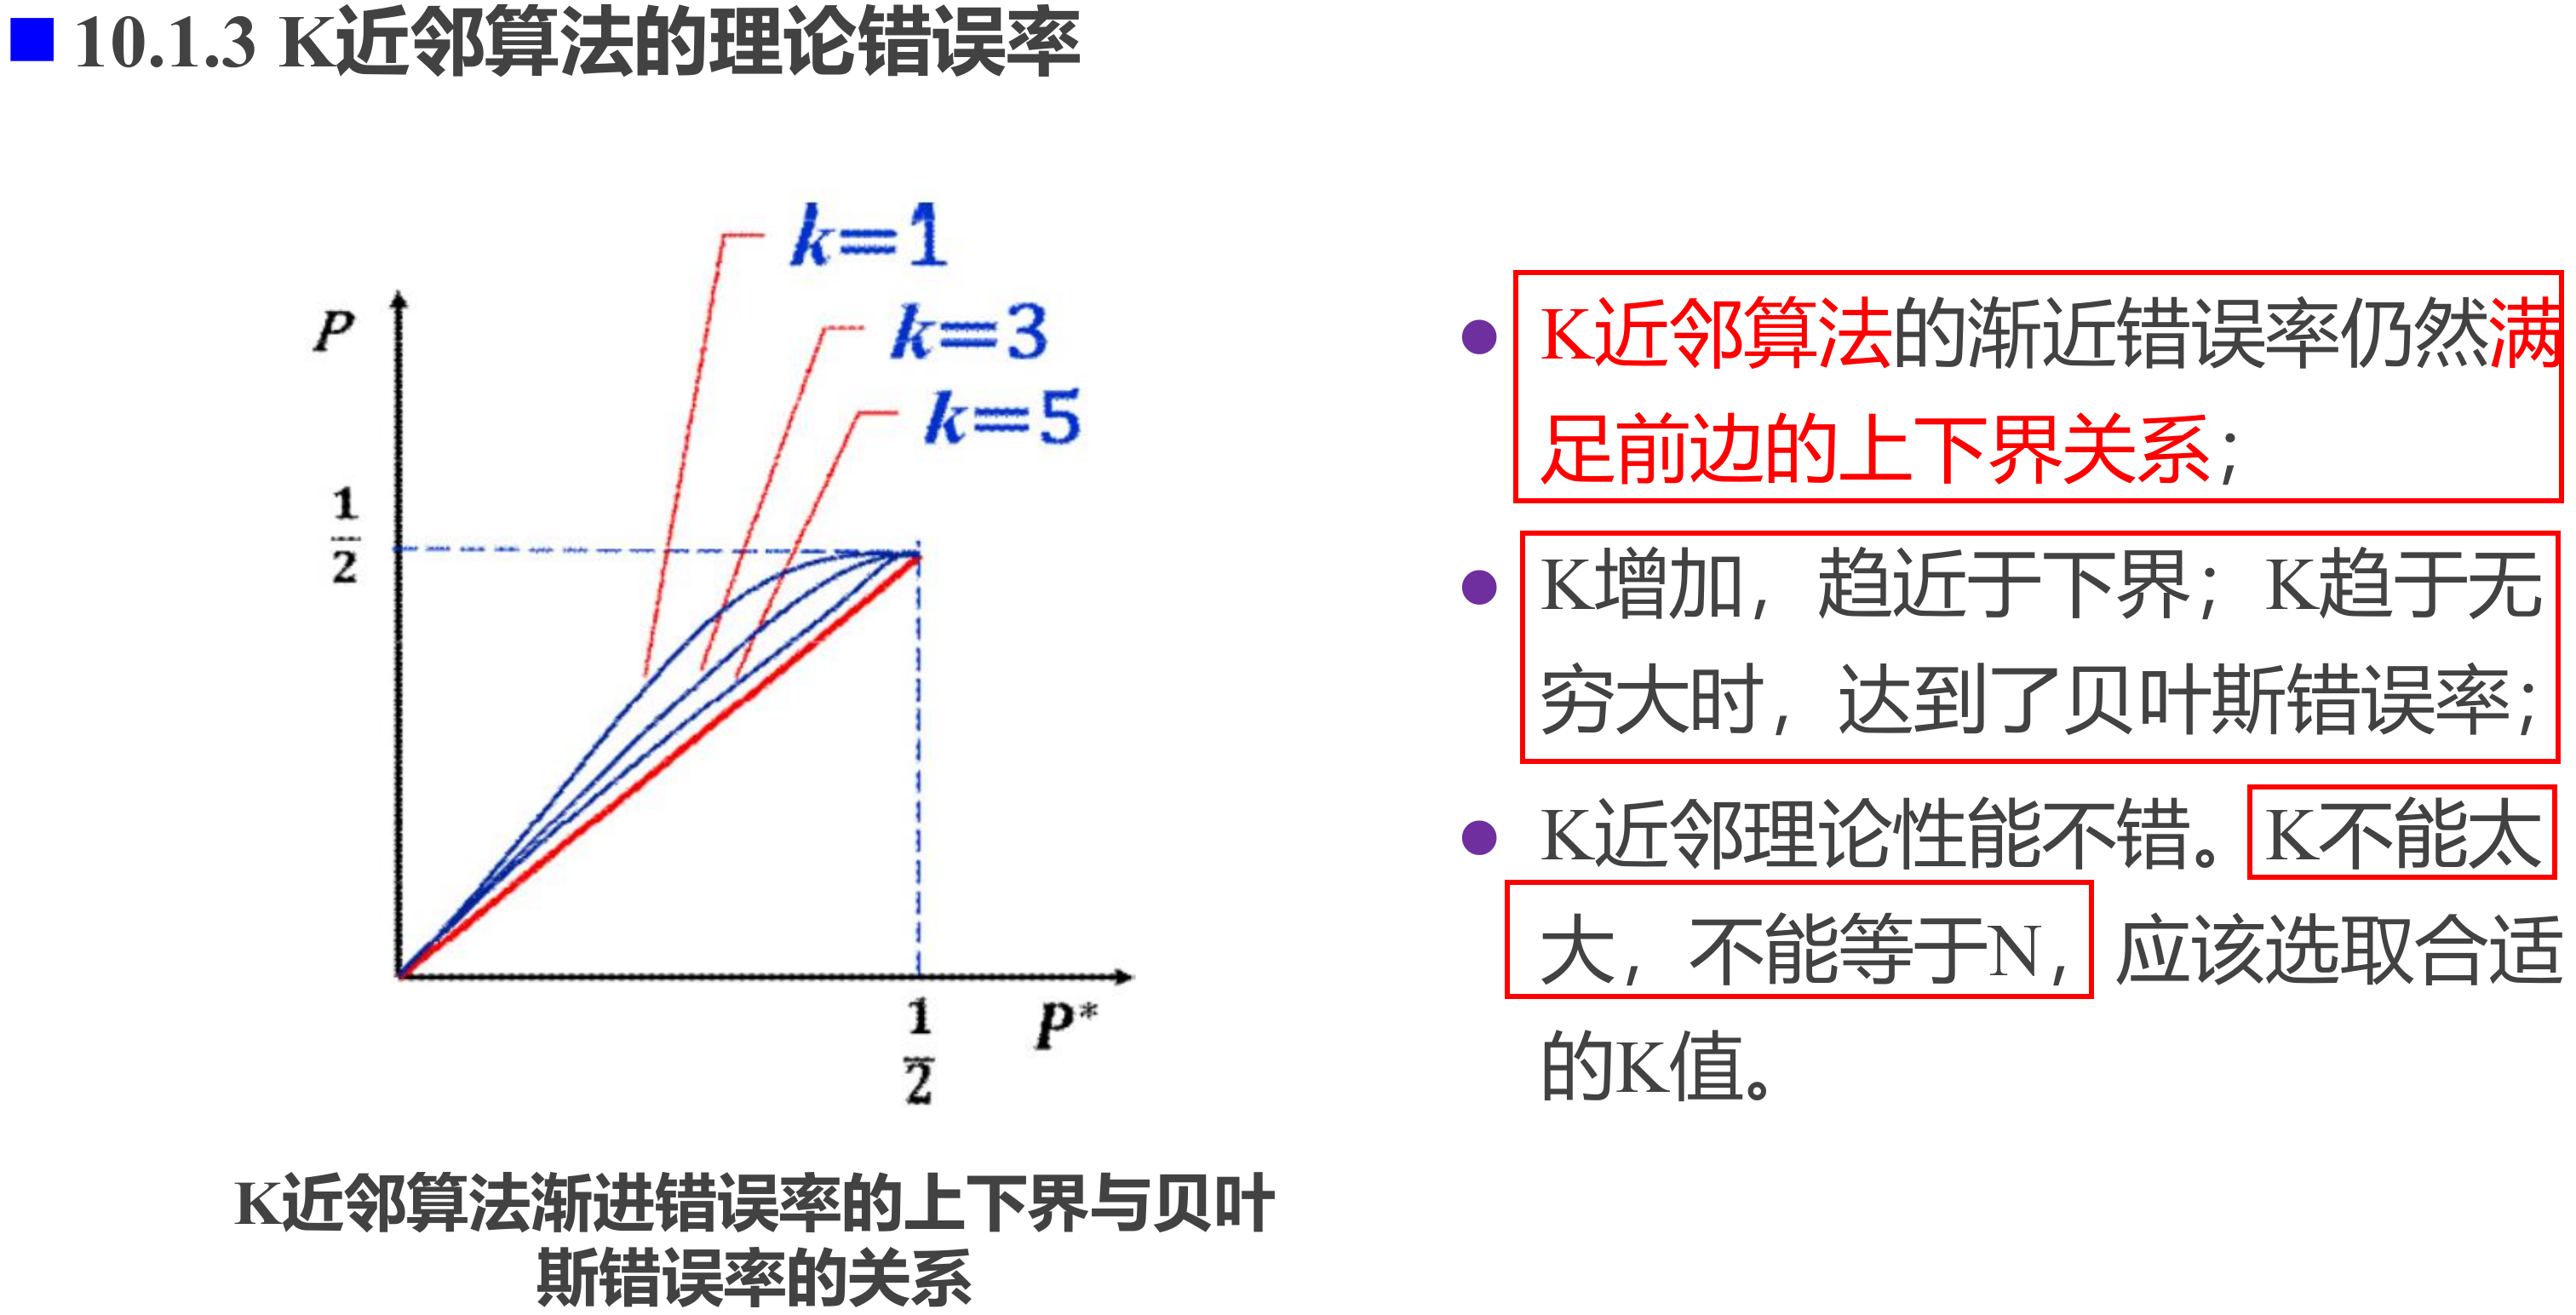 10.1.3 K近邻算法的理论错误率
k=1
k=3
k=5
P
1
2
1
2
P*
K近邻算法渐进错误率的上下界与贝叶
斯错误率的关系
K近邻算法的渐近错误率仍然满
足前边的上下界关系；
K增加，趋近于下界；K趋于无
穷大时，达到了贝叶斯错误率；
K近邻理论性能不错。K不能太
大，不能等于N，应该选取合适
的K值。